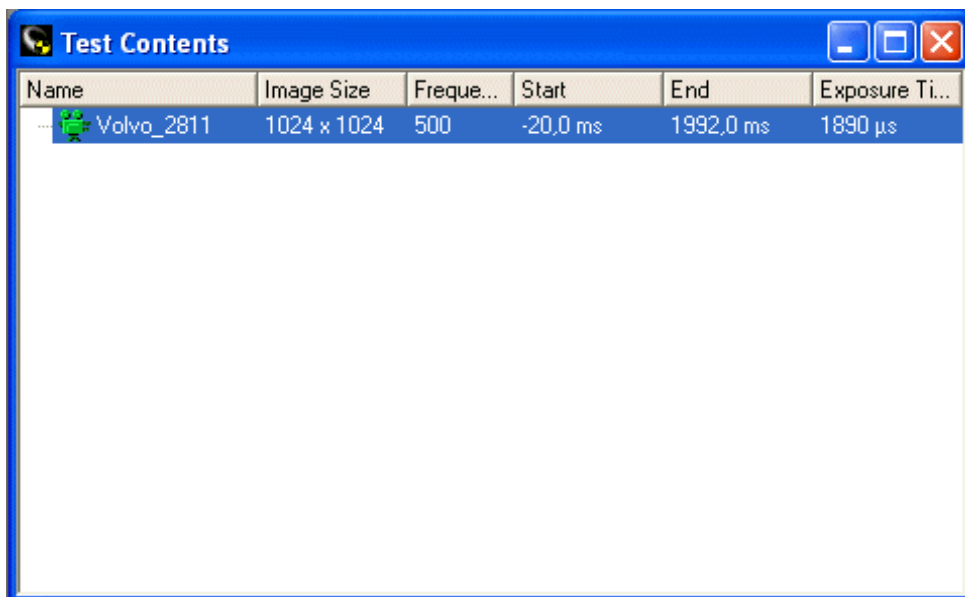 Test Contents
Name Image Size Freque... Start End Exposure Ti...
Volvo_2811 1024 x 1024 500 -20,0 ms 1992,0 ms 1890 µs